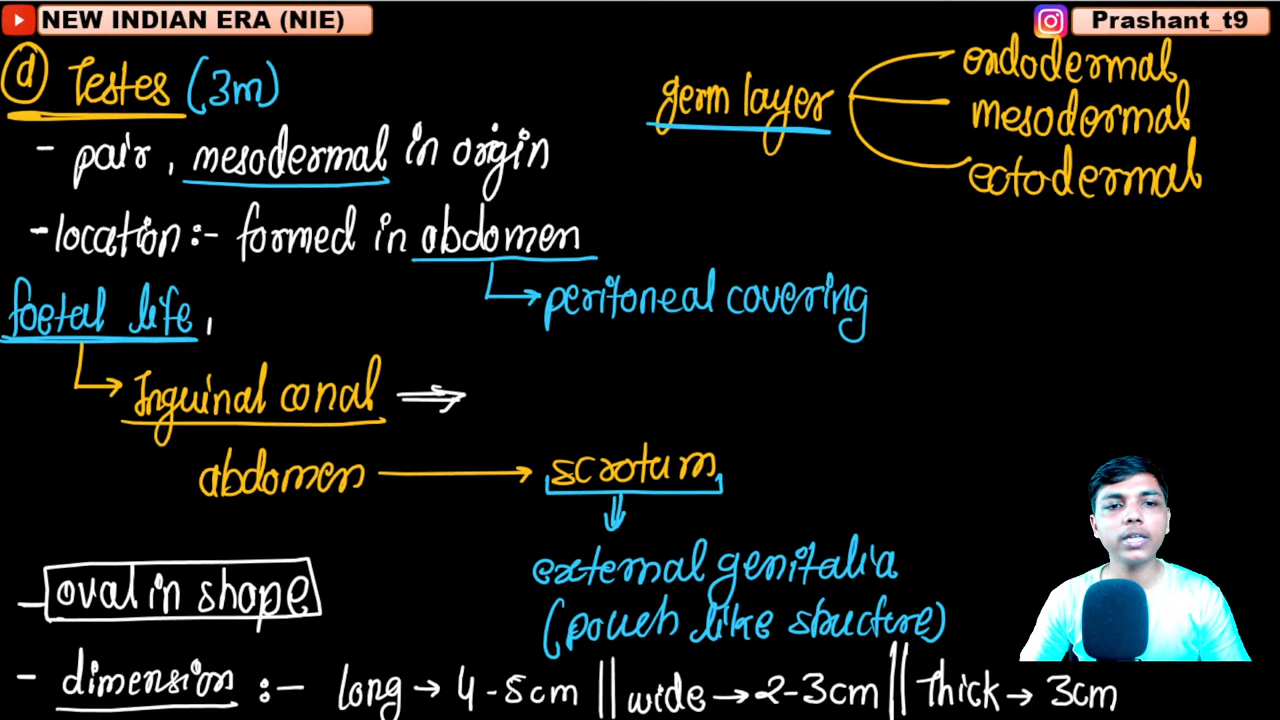 NEW INDIAN ERA (NIE)
Prashant_t9
d Testes (3m)
germ layer
endodermal
mesodermal
ectodermal
- pair, mesodermal in origin
- location :- formed in abdomen
peritoneal covering
foetal life,
Inguinal canal ⇒
abdomen → scrotum
external genitalia
(pouch like structure)
- oval in shape
- dimension :- long → 4-5cm || wide → 2-3cm || Thick → 3cm